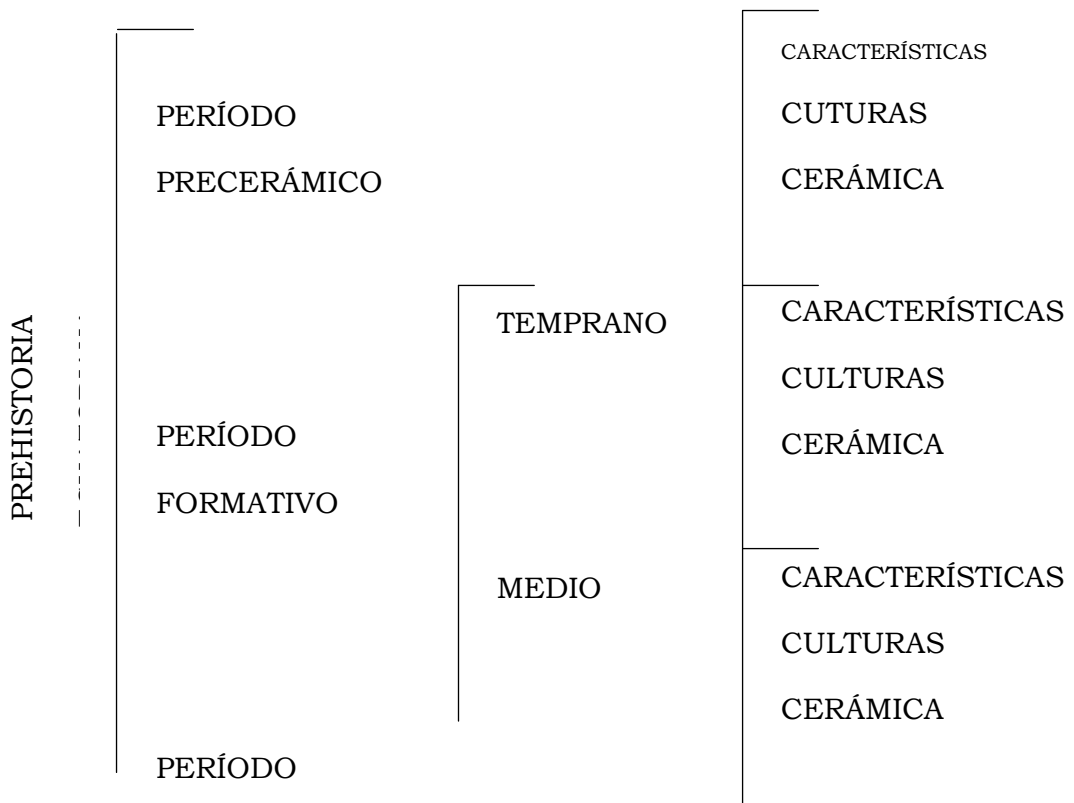 PREHISTORIA
PERÍODO
PRECERÁMICO
PERÍODO
FORMATIVO
PERÍODO
TEMPRANO
MEDIO
CARACTERÍSTICAS
CUTURAS
CERÁMICA
CARACTERÍSTICAS
CULTURAS
CERÁMICA
CARACTERÍSTICAS
CULTURAS
CERÁMICA